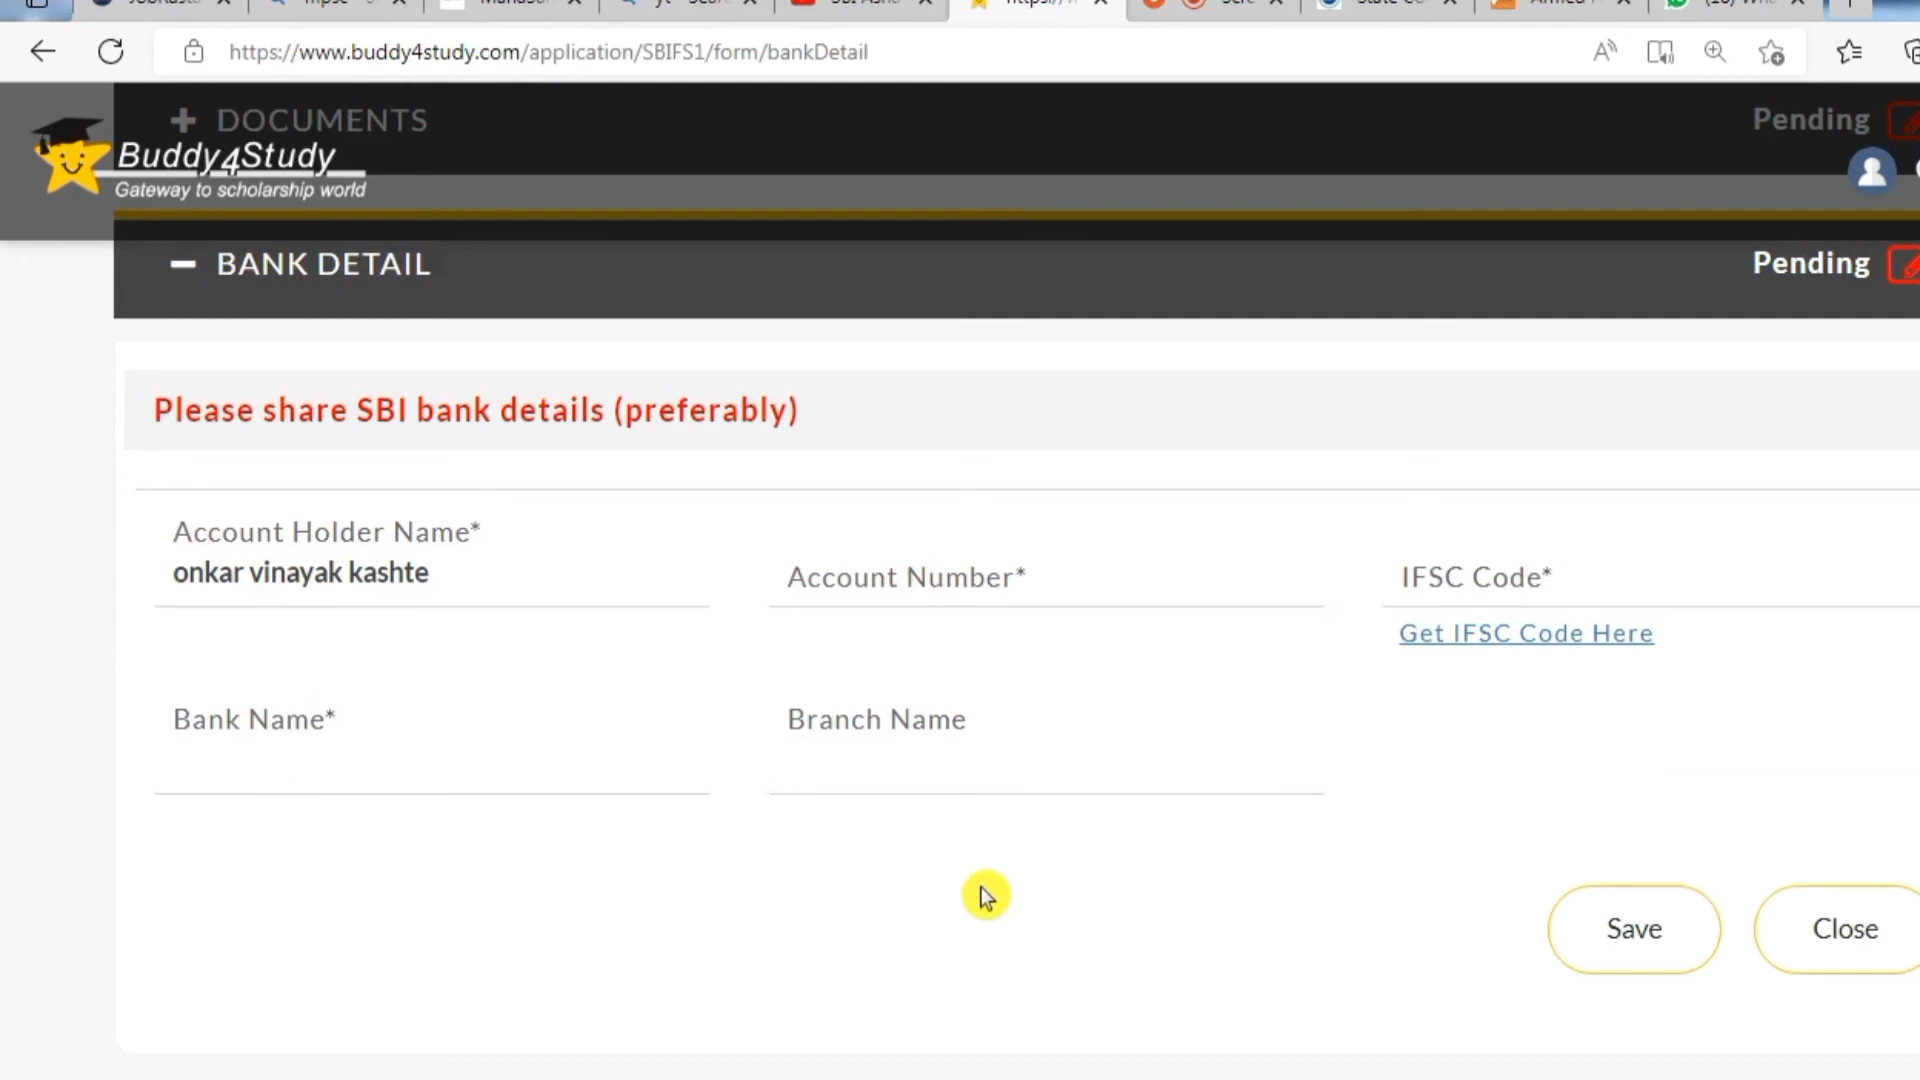 https://www.buddy4study.com/application/SBIFS1/form/bankDetail
DOCUMENTS
Pending
Buddy4Study
Gateway to scholarship world
BANK DETAIL
Pending
Please share SBI bank details (preferably)
Account Holder Name*
onkar vinayak kashte
Account Number*
IFSC Code*
Get IFSC Code Here
Bank Name*
Branch Name
Save
Close